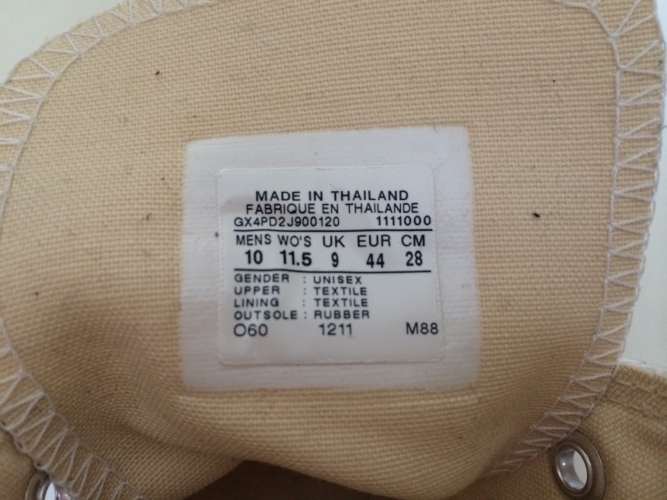 MADE IN THAILAND
FABRIQUE EN THAILANDE
GX4PD2J900120 1111000
MENS WO'S UK EUR CM
10 11.5 9 44 28
GENDER : UNISEX
UPPER : TEXTILE
LINING : TEXTILE
OUTSOLE : RUBBER
O60 1211 M88